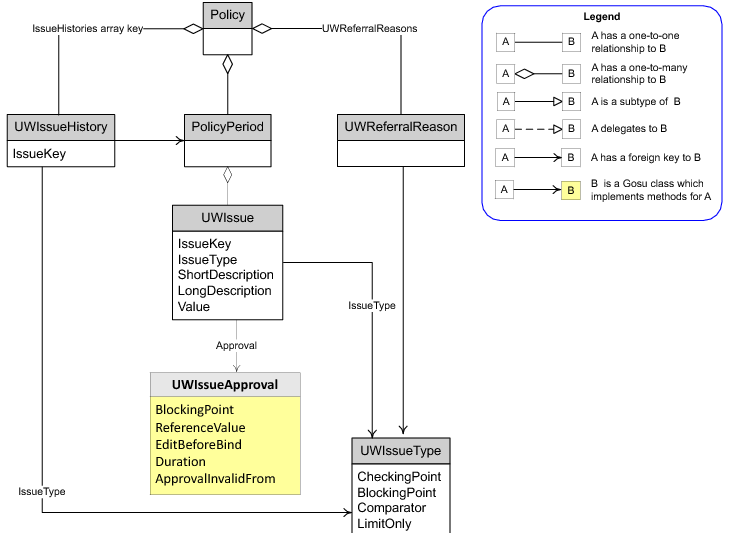 Policy
IssueHistories array key
UWReferralReasons
UWIssueHistory
IssueKey
PolicyPeriod
UWReferralReason
UWIssue
IssueKey
IssueType
ShortDescription
LongDescription
Value
IssueType
Approval
UWIssueApproval
BlockingPoint
ReferenceValue
EditBeforeBind
Duration
ApprovalInvalidFrom
IssueType
UWIssueType
CheckingPoint
BlockingPoint
Comparator
LimitOnly
Legend
A B A has a one-to-one
relationship to B
A B A has a one-to-many
relationship to B
A B A is a subtype of B
A B A delegates to B
A B A has a foreign key to B
A B B is a Gosu class which
implements methods for A